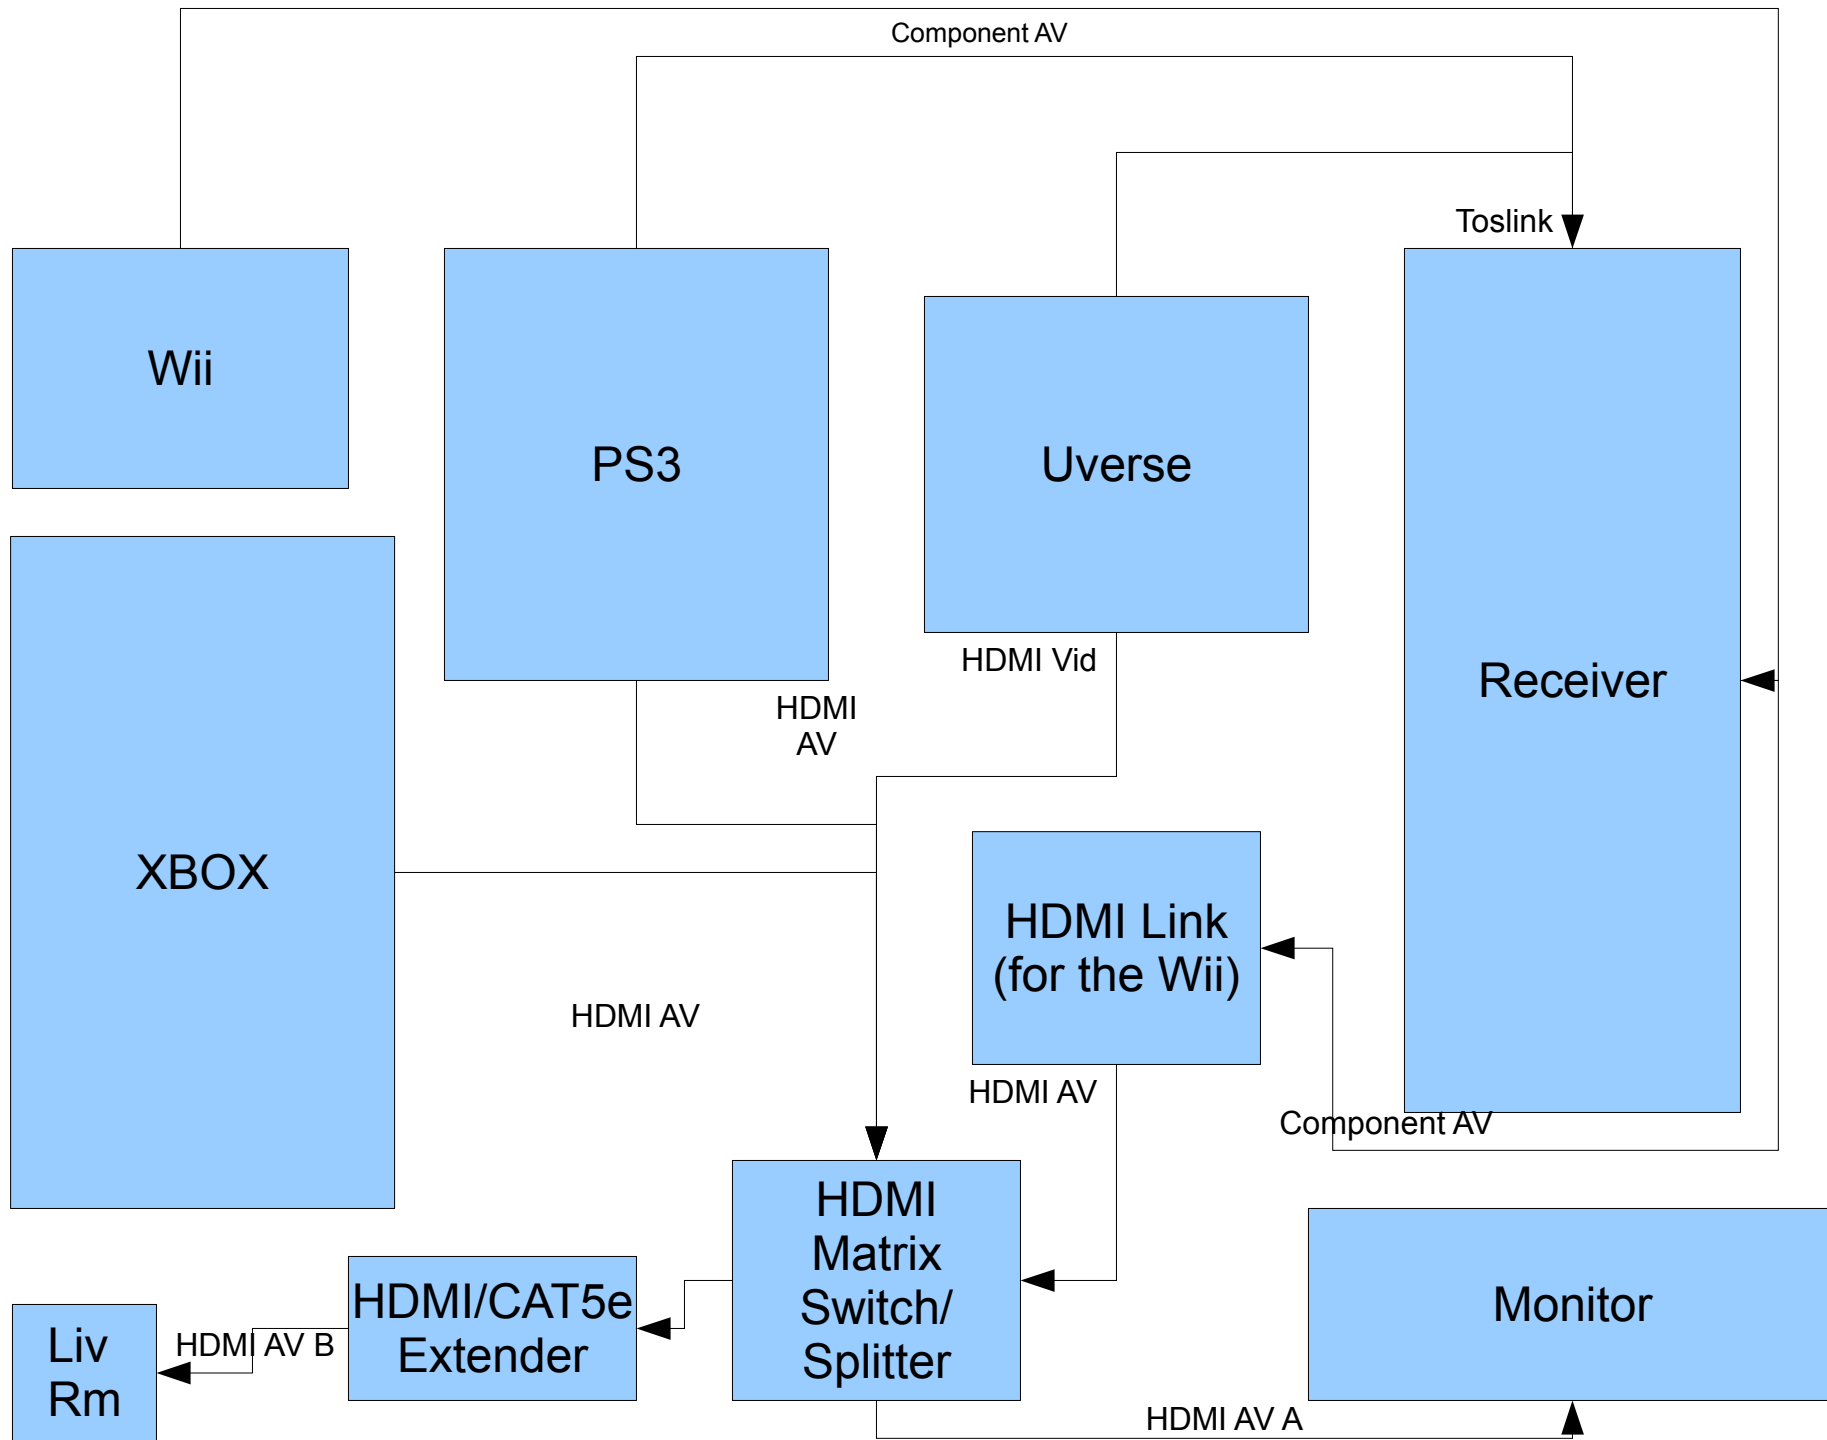 Component AV
Toslink
Wii
PS3
Uverse
Receiver
HDMI Vid
HDMI
AV
XBOX
HDMI Link
(for the Wii)
HDMI AV
HDMI AV
Component AV
HDMI
Matrix
Switch/
Splitter
HDMI/CAT5e
Extender
Monitor
Liv
Rm
HDMI AV B
HDMI AV A